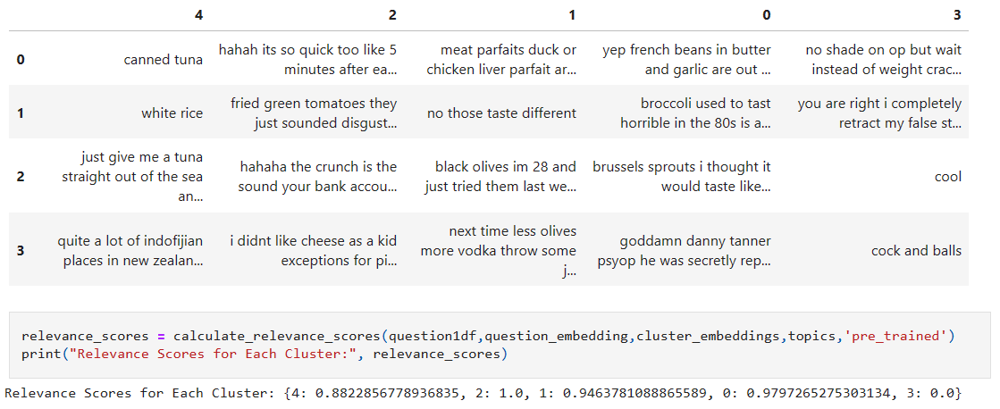 4 2 1 0 3
0 canned tuna hahah its so quick too like 5 minutes after ea... meat parfaits duck or chicken liver parfait ar... yep french beans in butter and garlic are out ... no shade on op but wait instead of weight crac...
1 white rice fried green tomatoes they just sounded disgust... no those taste different broccoli used to tast horrible in the 80s is a... you are right i completely retract my false st...
2 just give me a tuna straight out of the sea an... hahaha the crunch is the sound your bank accou... black olives im 28 and just tried them last we... brussels sprouts i thought it would taste like... cool
3 quite a lot of indofijian places in new zealan... i didnt like cheese as a kid exceptions for pi... next time less olives more vodka throw some j... goddamn danny tanner psyop he was secretly rep... cock and balls
relevance_scores = calculate_relevance_scores(question1df,question_embedding,cluster_embeddings,topics,'pre_trained')
print("Relevance Scores for Each Cluster:", relevance_scores)
Relevance Scores for Each Cluster: {4: 0.8822856778936835, 2: 1.0, 1: 0.9463781088865589, 0: 0.9797265275303134, 3: 0.0}